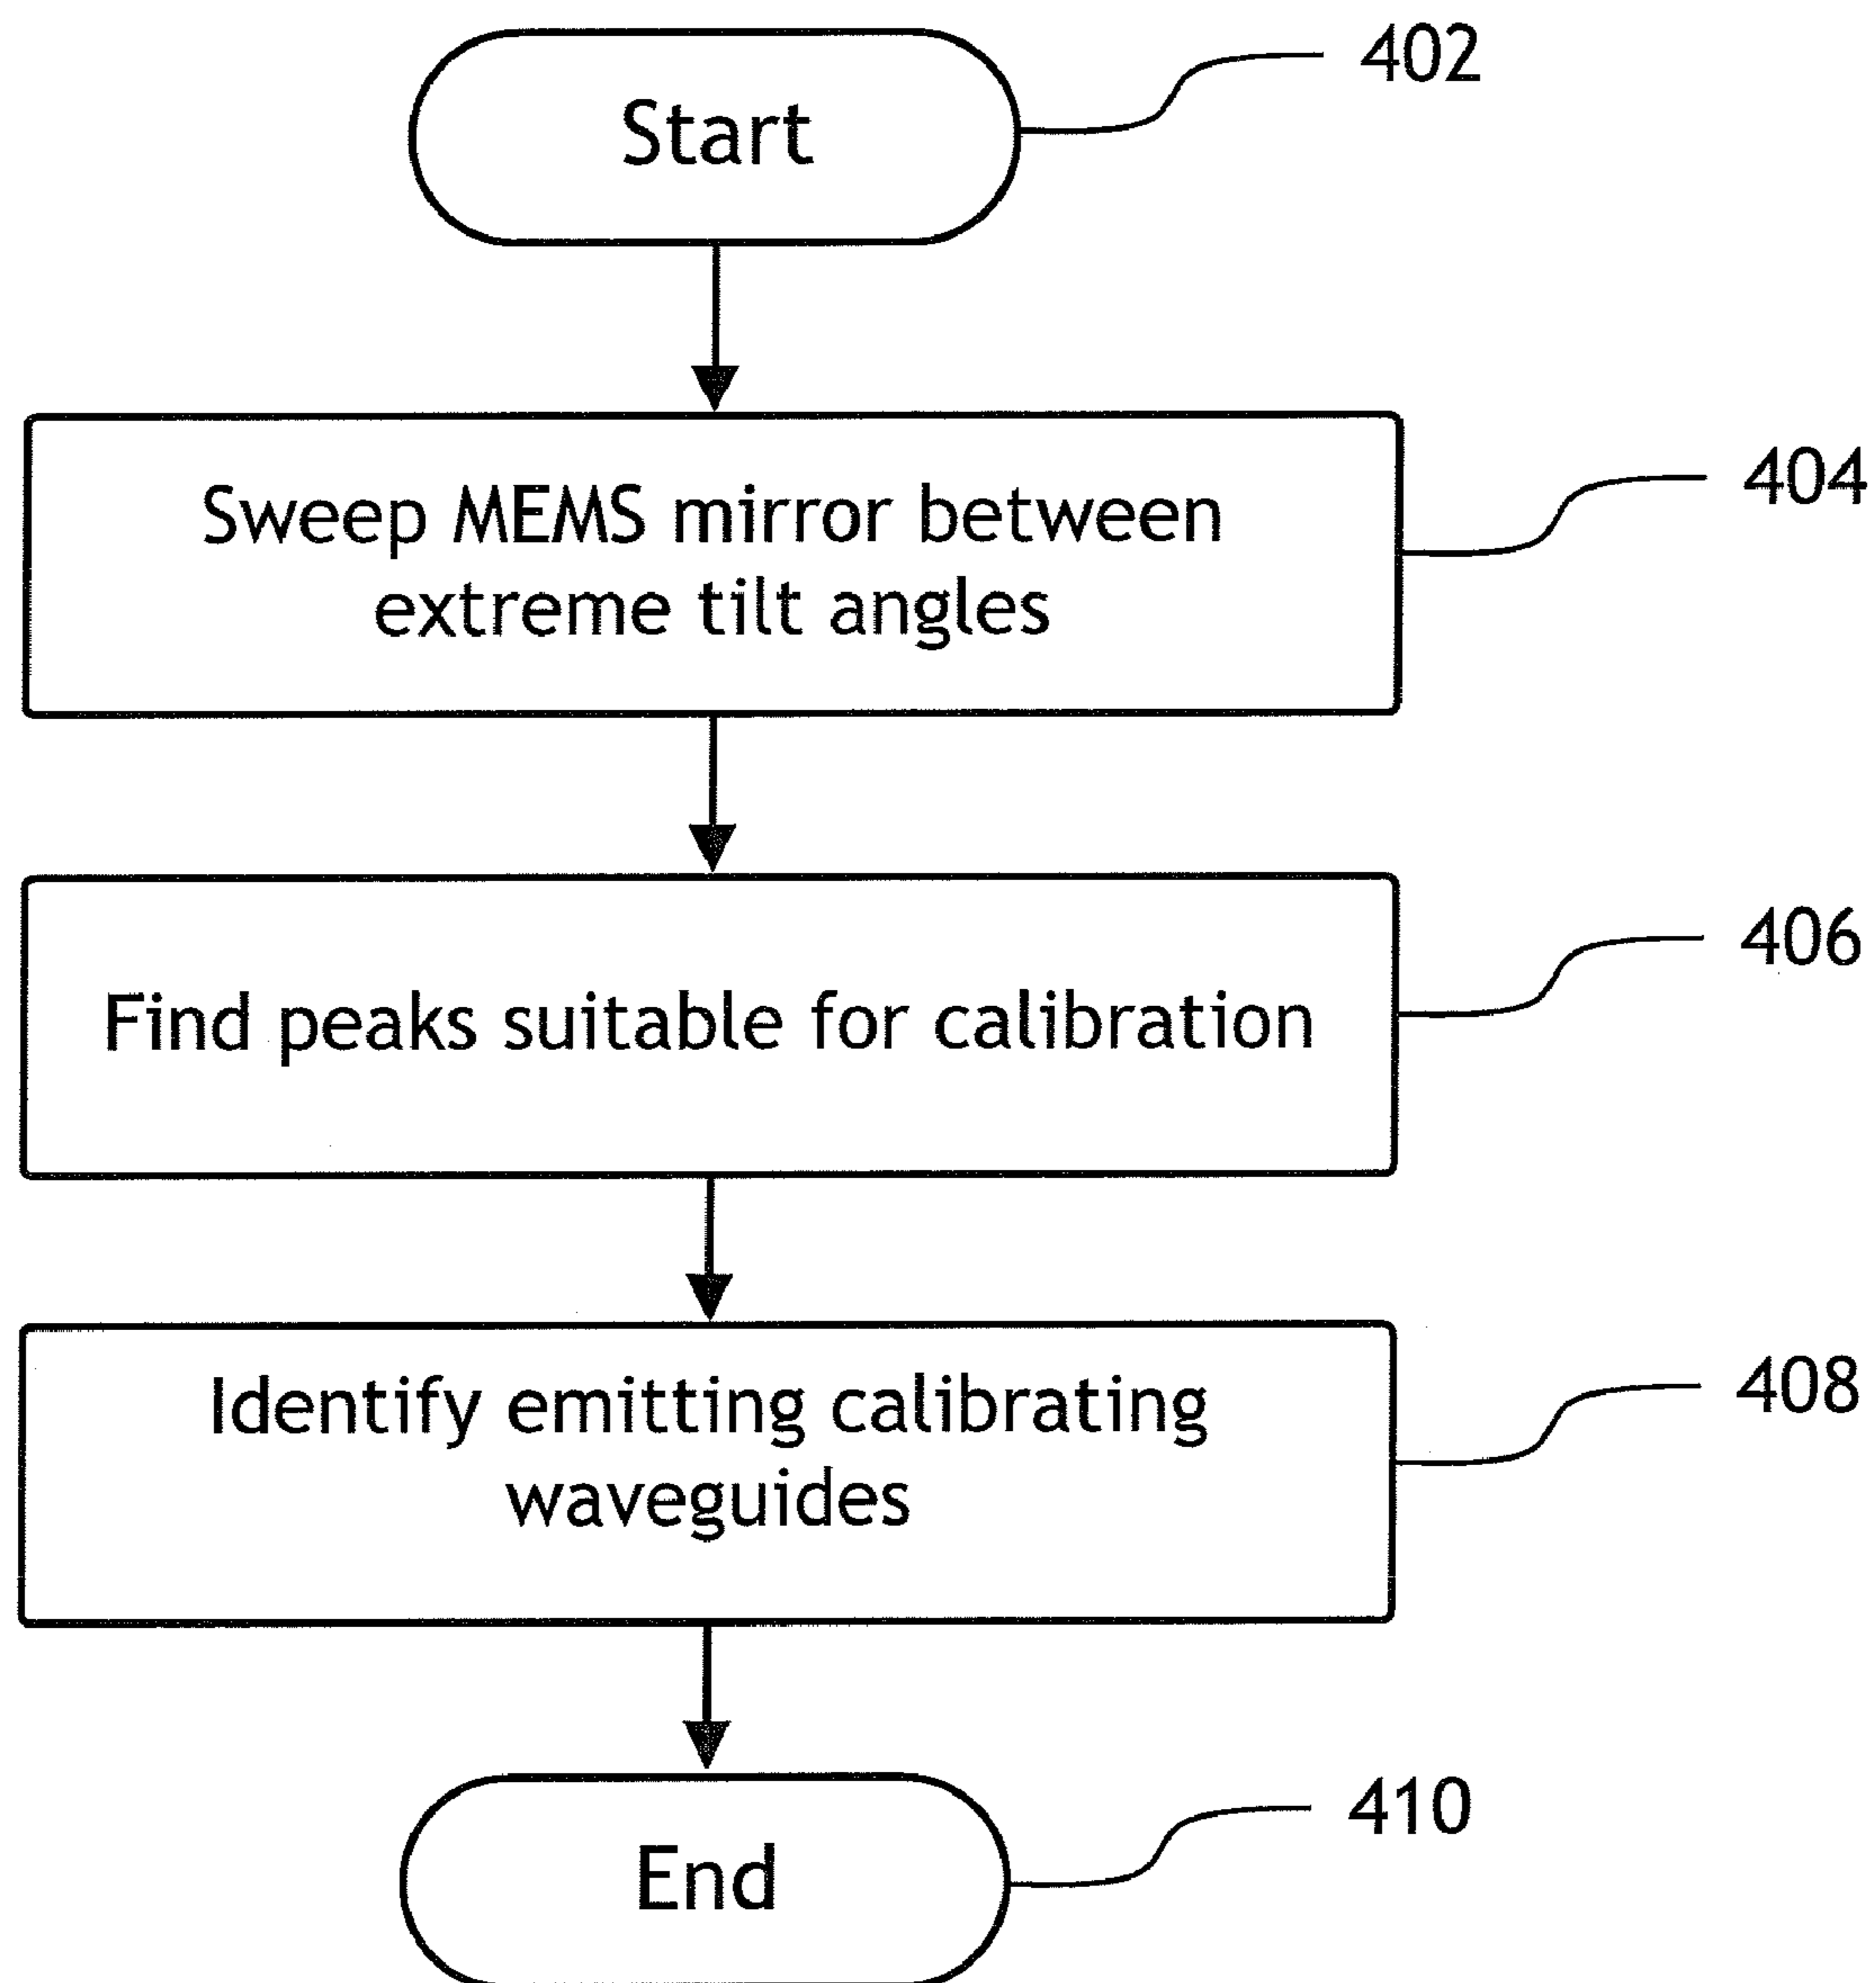 Start
402
Sweep MEMS mirror between
extreme tilt angles
404
Find peaks suitable for calibration
406
Identify emitting calibrating
waveguides
408
End
410